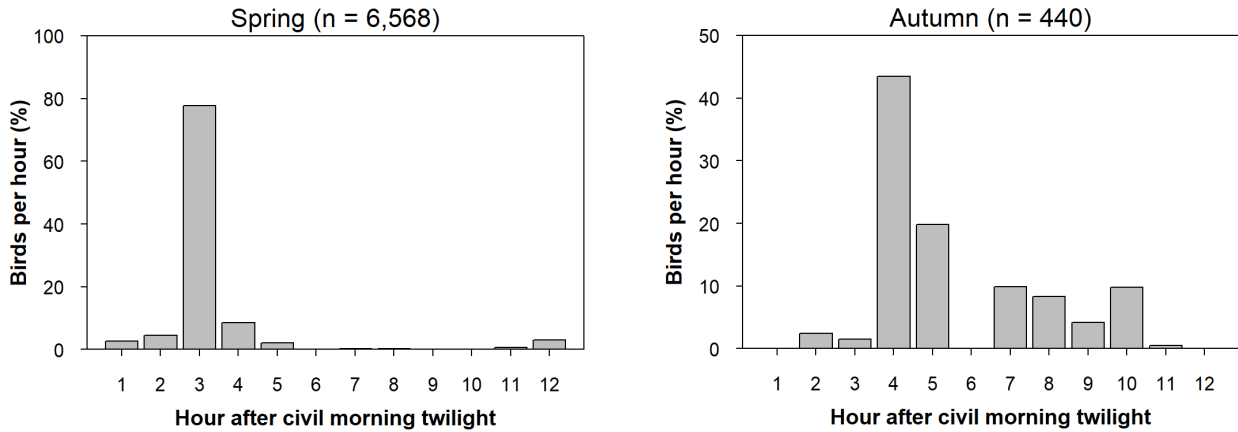 Spring (n = 6,568)
100
80
60
40
20
0
Birds per hour (%)
1 2 3 4 5 6 7 8 9 10 11 12
Hour after civil morning twilight
Autumn (n = 440)
50
40
30
20
10
0
Birds per hour (%)
1 2 3 4 5 6 7 8 9 10 11 12
Hour after civil morning twilight